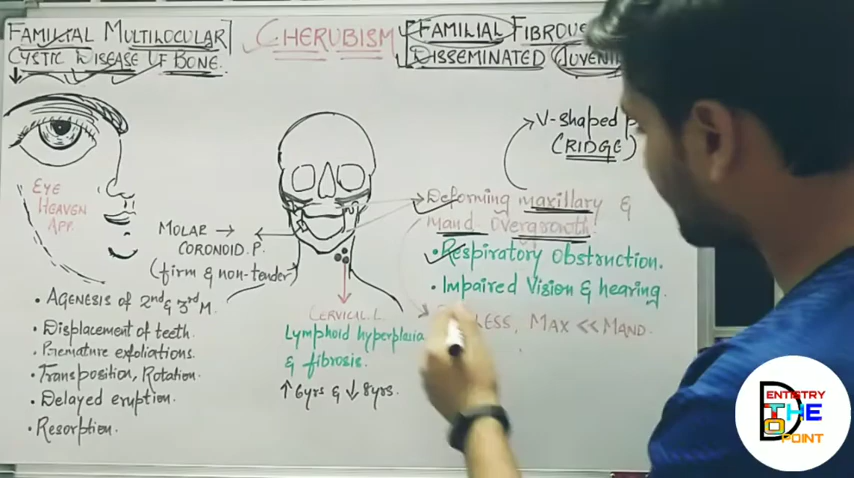 FAMILIAL MULTILOCULAR
CYSTIC DISEASE OF BONE.
CHERUBISM
FAMILIAL FIBROUS
DISSEMINATED
EYE
HEAVEN
APP.
MOLAR →
CORONOID. P.
(firm & non-tender)
• AGENESIS of 2nd & 3rd M.
• Displacement of teeth.
• Premature exfoliations.
• Transposition, Rotation.
• Delayed eruption.
• Resorption.
CERVICAL. L
Lymphoid hyperplasia
& fibrosis.
↑ 6yrs & ↓ 8yrs.
V-shaped
(RIDGE)
Deforming maxillary &
mand overgrowth.
• Respiratory obstruction.
• Impaired Vision & hearing.
LESS, MAX << MAND.
DENTISTRY
THE
POINT